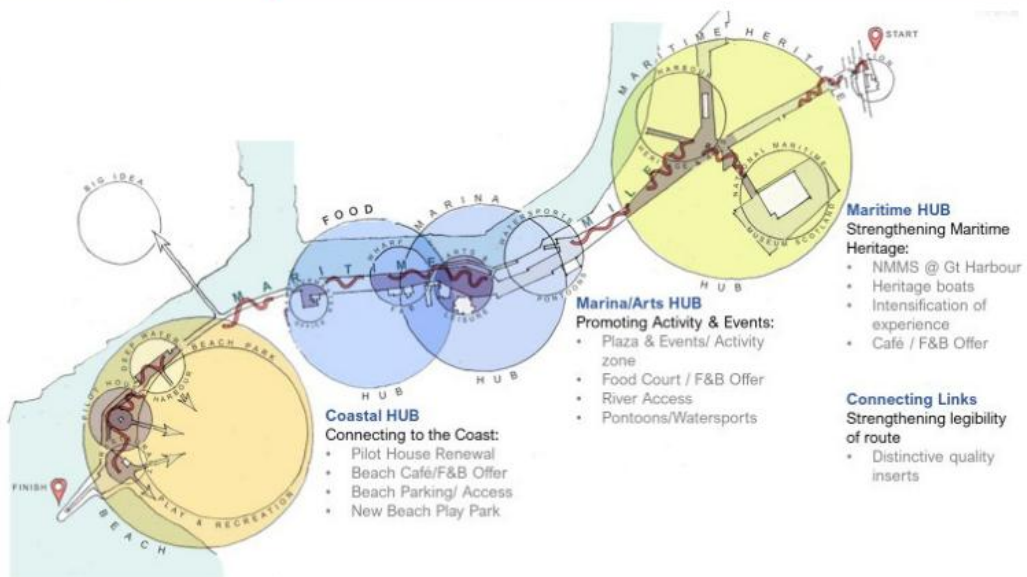 START
MARITIME HERITAGE
HARBOUR
HERITAGE
NATIONAL MARITIME
MUSEUM SCOTLAND
HUB
BIG IDEA
FOOD
MARINA
WATERSPORTS
PONTOONS
WHARF
ARTS
LEISURE
F&B
OFFICE
MARITIME MILE
HUB
HUB
DEEP WATER
HARBOUR
BEACH PARK
PILOT HOUSE
PLAY & RECREATION
BEACH
FINISH
Coastal HUB
Connecting to the Coast:
• Pilot House Renewal
• Beach Café/F&B Offer
• Beach Parking/ Access
• New Beach Play Park
Marina/Arts HUB
Promoting Activity & Events:
• Plaza & Events/ Activity
zone
• Food Court / F&B Offer
• River Access
• Pontoons/Watersports
Maritime HUB
Strengthening Maritime
Heritage:
• NMMS @ Gt Harbour
• Heritage boats
• Intensification of
experience
• Café / F&B Offer
Connecting Links
Strengthening legibility
of route
• Distinctive quality
inserts